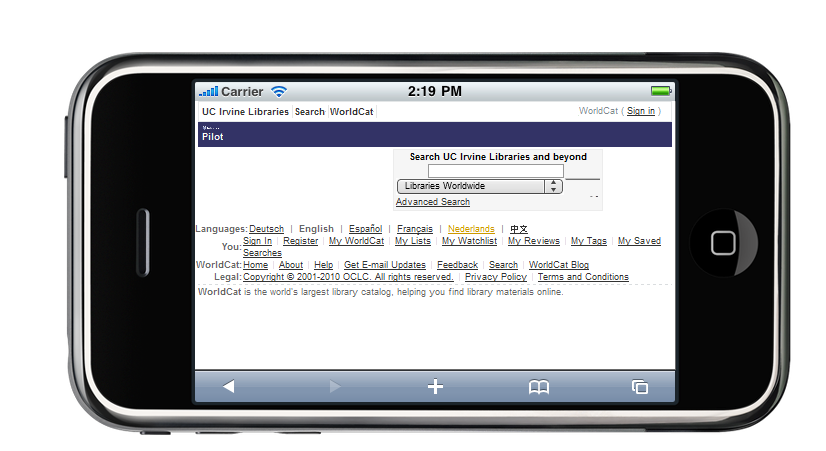 Carrier 2:19 PM
UC Irvine Libraries Search WorldCat WorldCat ( Sign in )
Pilot
Search UC Irvine Libraries and beyond
Libraries Worldwide
Advanced Search
Languages: Deutsch | English | Español | Français | Nederlands | 中文
You: Sign In | Register | My WorldCat | My Lists | My Watchlist | My Reviews | My Tags | My Saved
Searches
WorldCat: Home | About | Help | Get E-mail Updates | Feedback | Search | WorldCat Blog
Legal: Copyright © 2001-2010 OCLC. All rights reserved. | Privacy Policy | Terms and Conditions
WorldCat is the world's largest library catalog, helping you find library materials online.